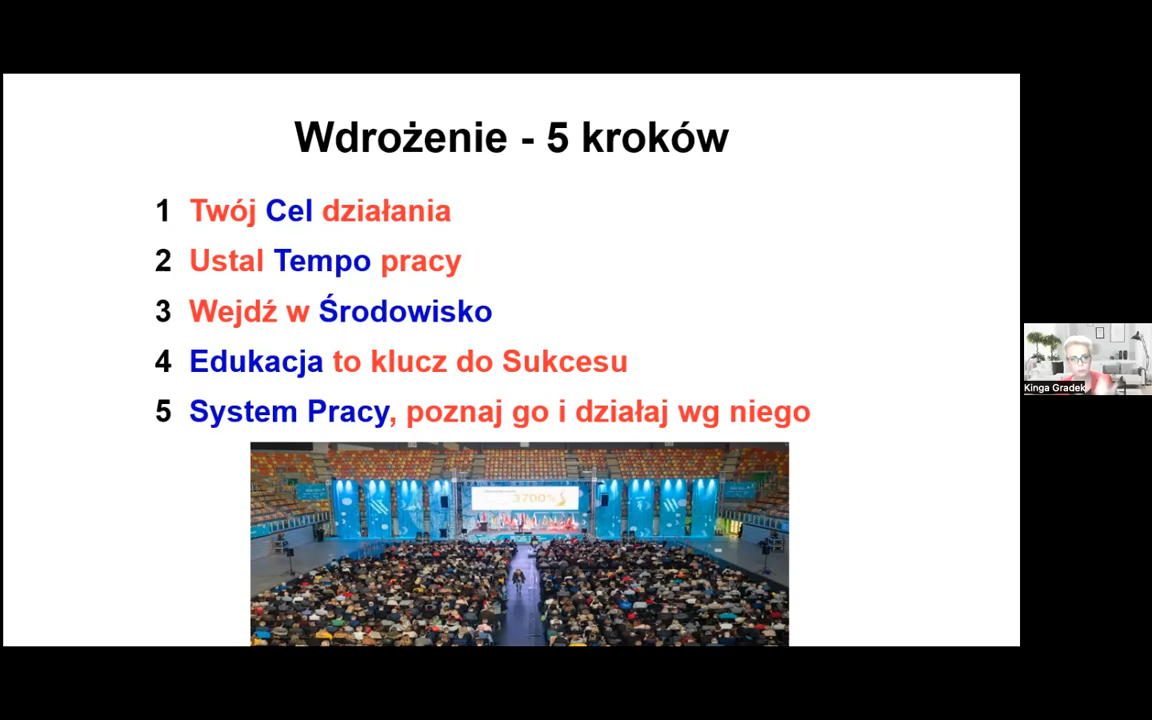 Wdrożenie - 5 kroków
1 Twój Cel działania
2 Ustal Tempo pracy
3 Wejdź w Środowisko
4 Edukacja to klucz do Sukcesu
5 System Pracy, poznaj go i działaj wg niego
3700%
Kinga Gradek